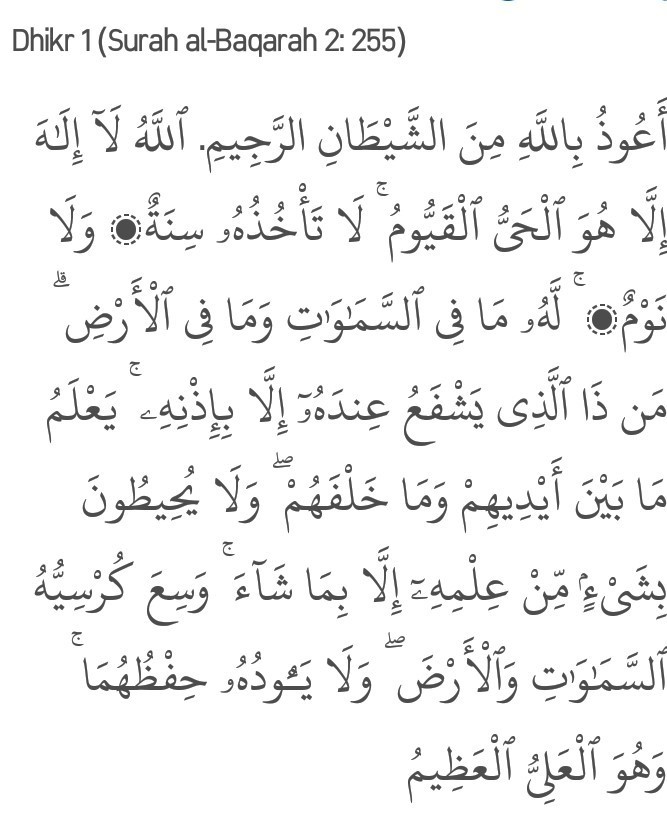 Dhikr 1 (Surah al-Baqarah 2: 255)
أَعُوذُ بِاللَّهِ مِنَ الشَّيْطَانِ الرَّجِيمِ. ٱللَّهُ لَآ إِلَـٰهَ
إِلَّا هُوَ ٱلْحَىُّ ٱلْقَيُّومُ ۚ لَا تَأْخُذُهُۥ سِنَةٌ۝ وَلَا
نَوْمٌ۝ ۚ لَّهُۥ مَا فِى ٱلسَّمَـٰوَٰتِ وَمَا فِى ٱلْأَرْضِ ۗ
مَن ذَا ٱلَّذِى يَشْفَعُ عِندَهُۥٓ إِلَّا بِإِذْنِهِۦ ۚ يَعْلَمُ
مَا بَيْنَ أَيْدِيهِمْ وَمَا خَلْفَهُمْ ۖ وَلَا يُحِيطُونَ
بِشَىْءٍ مِّنْ عِلْمِهِۦٓ إِلَّا بِمَا شَآءَ ۚ وَسِعَ كُرْسِيُّهُ
ٱلسَّمَـٰوَٰتِ وَٱلْأَرْضَ ۖ وَلَا يَـُٔودُهُۥ حِفْظُهُمَا ۚ
وَهُوَ ٱلْعَلِىُّ ٱلْعَظِيمُ